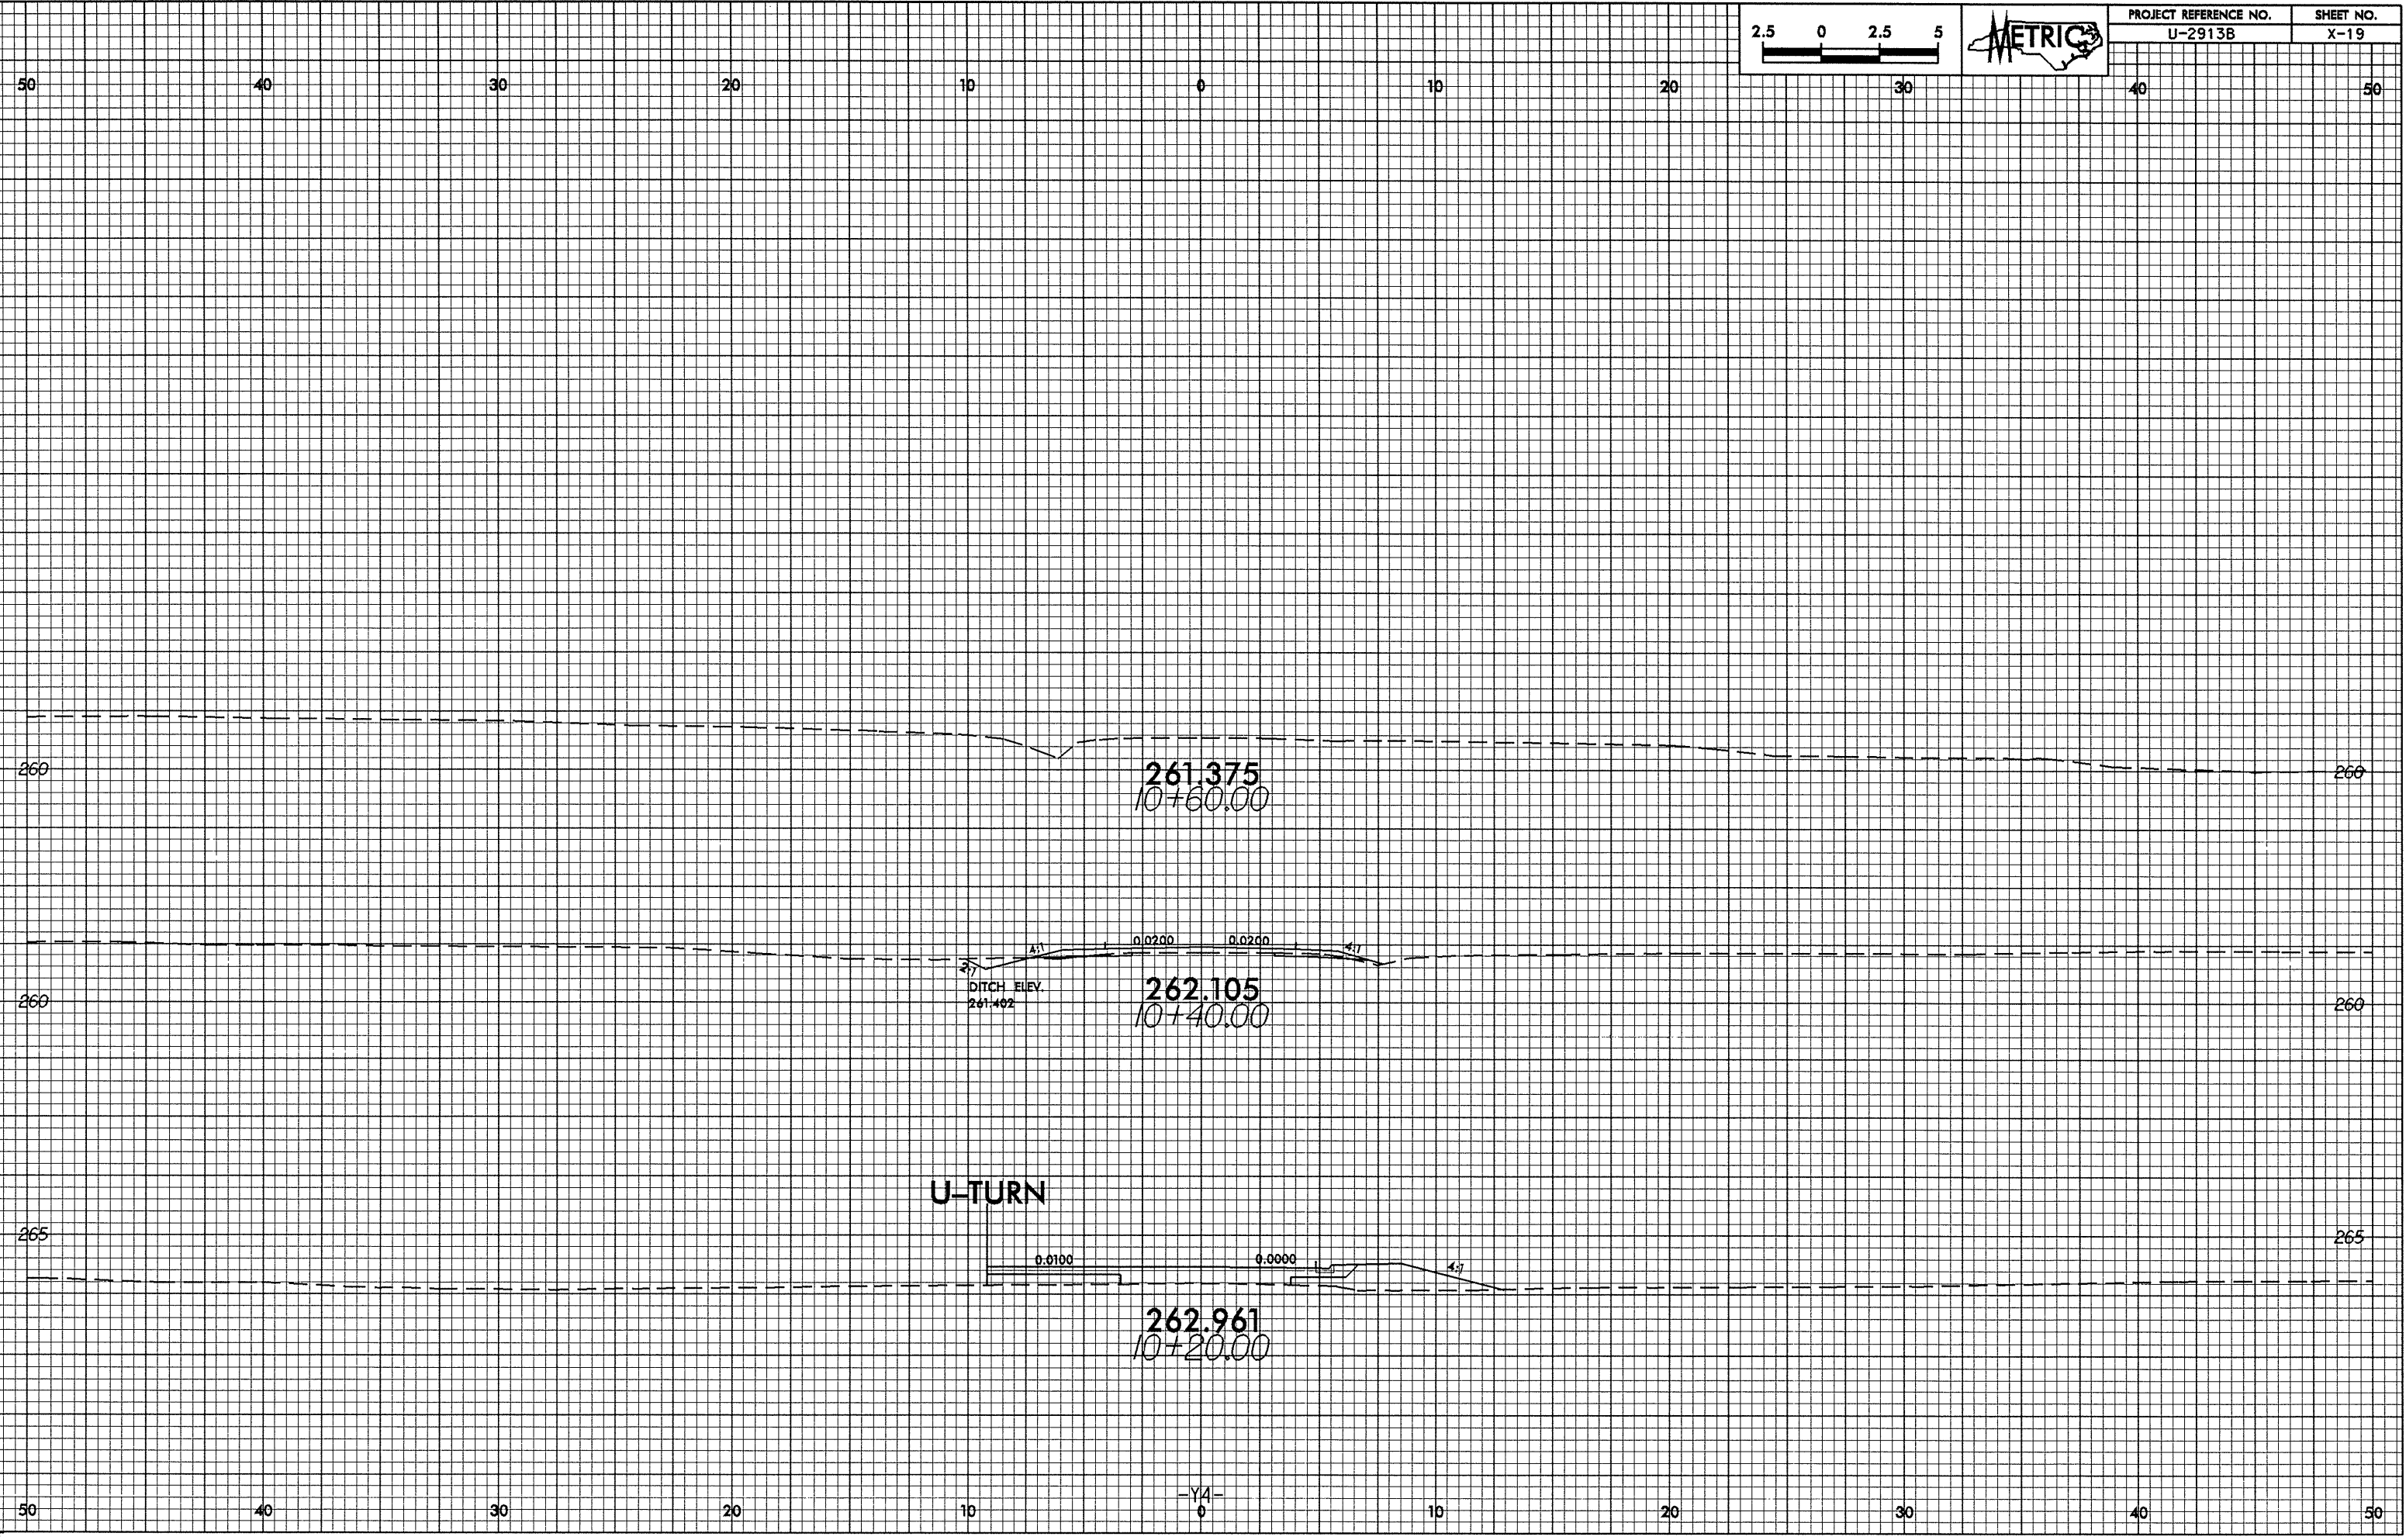 2.5 0 2.5 5
METRIC
PROJECT REFERENCE NO. SHEET NO.
U-2913B X-19
50 40 30 20 10 0 10 20 30 40 50
260 260
261.375
10+60.00
4:1 0.0200 0.0200 4:1
2:1
DITCH ELEV.
261.402
262.105
10+40.00
260 260
U-TURN
265 265
0.0100 0.0000 4:1
262.961
10+20.00
-Y4-
50 40 30 20 10 0 10 20 30 40 50